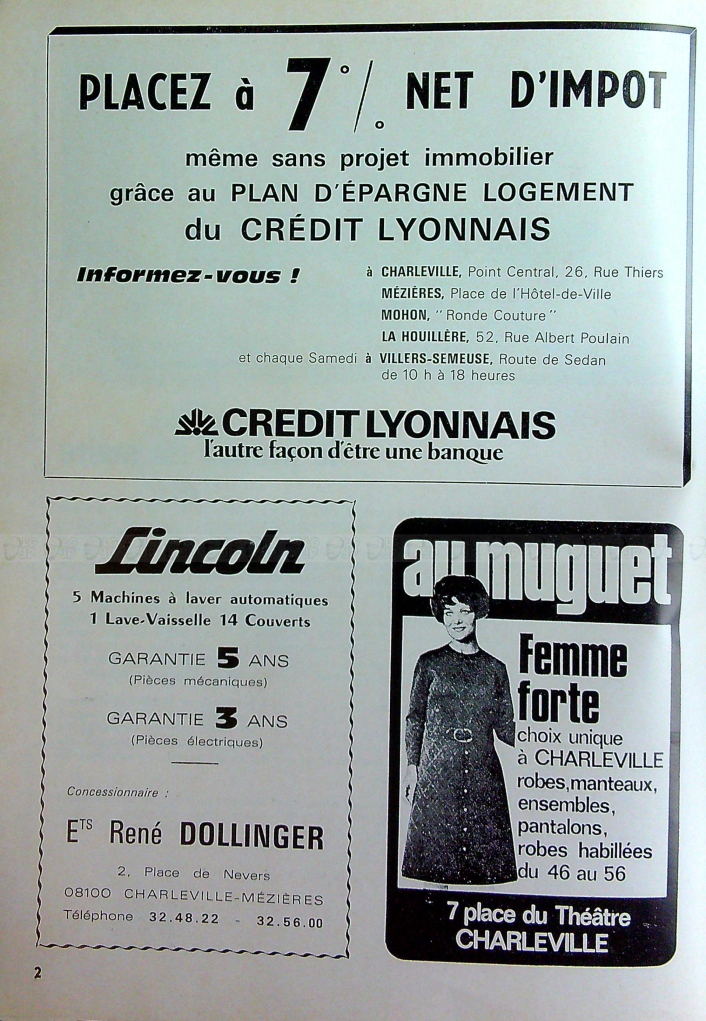 PLACEZ à 7 % NET D'IMPOT
même sans projet immobilier
grâce au PLAN D'ÉPARGNE LOGEMENT
du CRÉDIT LYONNAIS
Informez-vous !
à CHARLEVILLE, Point Central, 26, Rue Thiers
MÉZIÈRES, Place de l'Hôtel-de-Ville
MOHON, "Ronde Couture"
LA HOUILLÈRE, 52, Rue Albert Poulain
et chaque Samedi à VILLERS-SEMEUSE, Route de Sedan
de 10 h à 18 heures
CREDIT LYONNAIS
l'autre façon d'être une banque
Lincoln
5 Machines à laver automatiques
1 Lave-Vaisselle 14 Couverts
GARANTIE 5 ANS
(Pièces mécaniques)
GARANTIE 3 ANS
(Pièces électriques)
Concessionnaire :
ETS René DOLLINGER
2, Place de Nevers
08100 CHARLEVILLE-MÉZIÈRES
Téléphone 32.48.22 - 32.56.00
au muguet
Femme
forte
choix unique
à CHARLEVILLE
robes, manteaux,
ensembles,
pantalons,
robes habillées
du 46 au 56
7 place du Théâtre
CHARLEVILLE
2